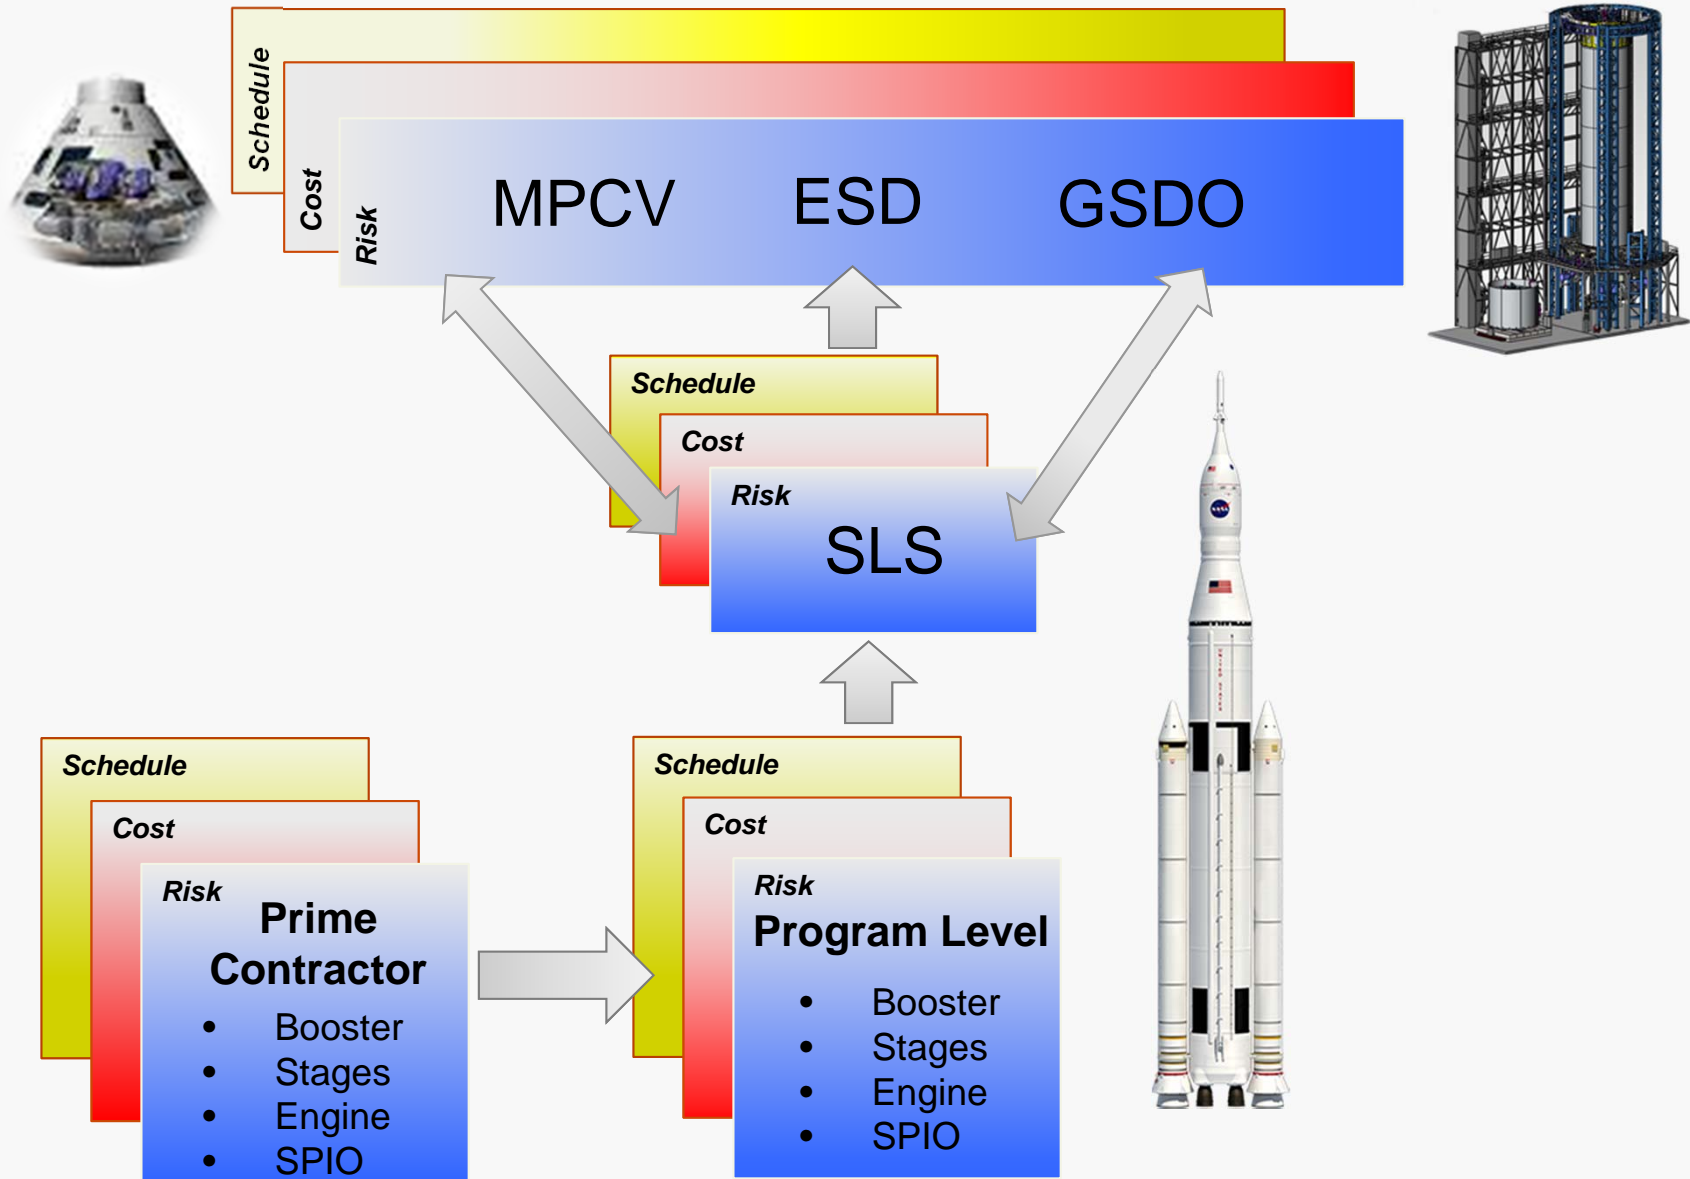 Schedule
Cost
Risk
MPCV ESD GSDO
Schedule
Cost
Risk
SLS
NASA
Schedule
Cost
Risk
Prime
Contractor
• Booster
• Stages
• Engine
• SPIO
Schedule
Cost
Risk
Program Level
• Booster
• Stages
• Engine
• SPIO